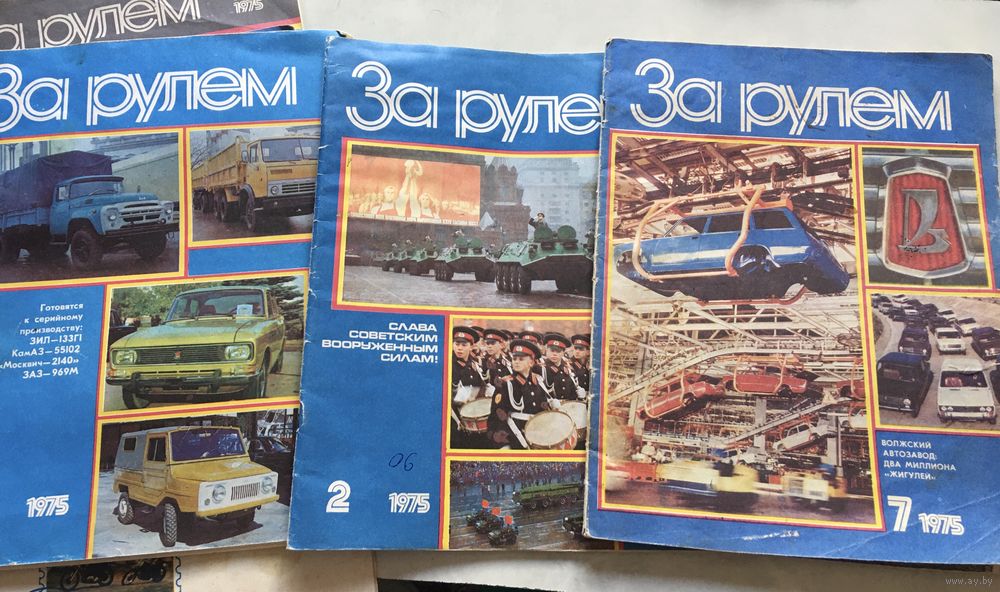 За рулем
1975
За рулем
Готовятся
к серийному
производству:
ЗИЛ—133Г1
КамАЗ—55102
«Москвич—2140»
ЗАЗ—969М
1975
За рулем
СЛАВА
СОВЕТСКИМ
ВООРУЖЕННЫМ
СИЛАМ!
06
2
1975
За рулем
ВОЛЖСКИЙ
АВТОЗАВОД:
ДВА МИЛЛИОНА
«ЖИГУЛЕЙ»
7 1975
www.ay.by